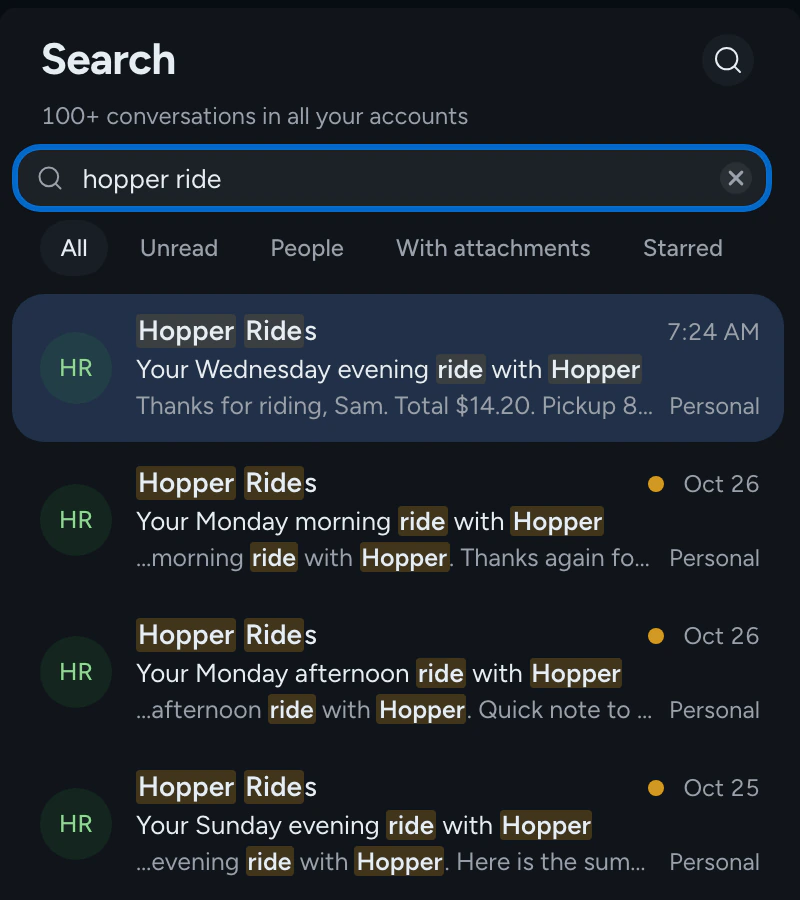 Search
100+ conversations in all your accounts
hopper ride
All Unread People With attachments Starred
HR
Hopper Rides 7:24 AM
Your Wednesday evening ride with Hopper
Thanks for riding, Sam. Total $14.20. Pickup 8... Personal
HR
Hopper Rides Oct 26
Your Monday morning ride with Hopper
...morning ride with Hopper. Thanks again fo... Personal
HR
Hopper Rides Oct 26
Your Monday afternoon ride with Hopper
...afternoon ride with Hopper. Quick note to ... Personal
HR
Hopper Rides Oct 25
Your Sunday evening ride with Hopper
...evening ride with Hopper. Here is the sum... Personal